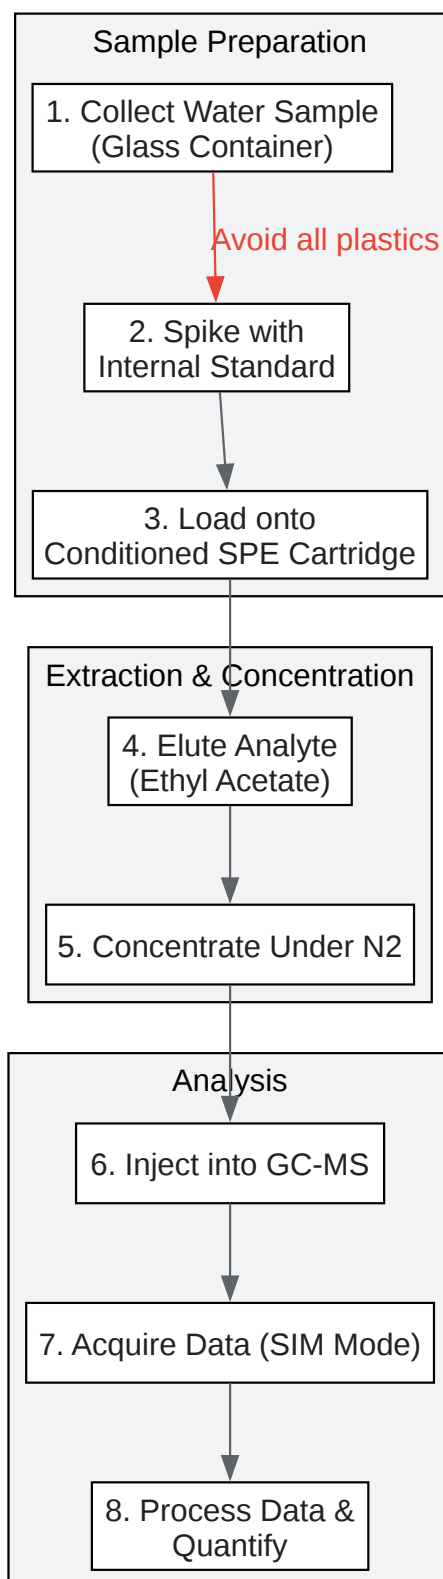 Sample Preparation
1. Collect Water Sample
(Glass Container)
Avoid all plastics
2. Spike with
Internal Standard
3. Load onto
Conditioned SPE Cartridge
Extraction & Concentration
4. Elute Analyte
(Ethyl Acetate)
5. Concentrate Under N2
Analysis
6. Inject into GC-MS
7. Acquire Data (SIM Mode)
8. Process Data &
Quantify